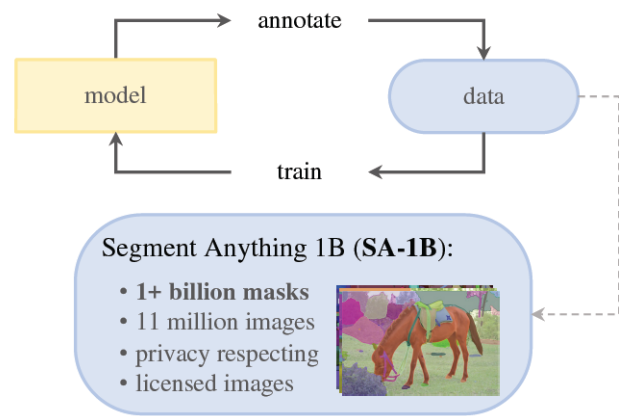 annotate
model
data
train
Segment Anything 1B (SA-1B):
• 1+ billion masks
• 11 million images
• privacy respecting
• licensed images